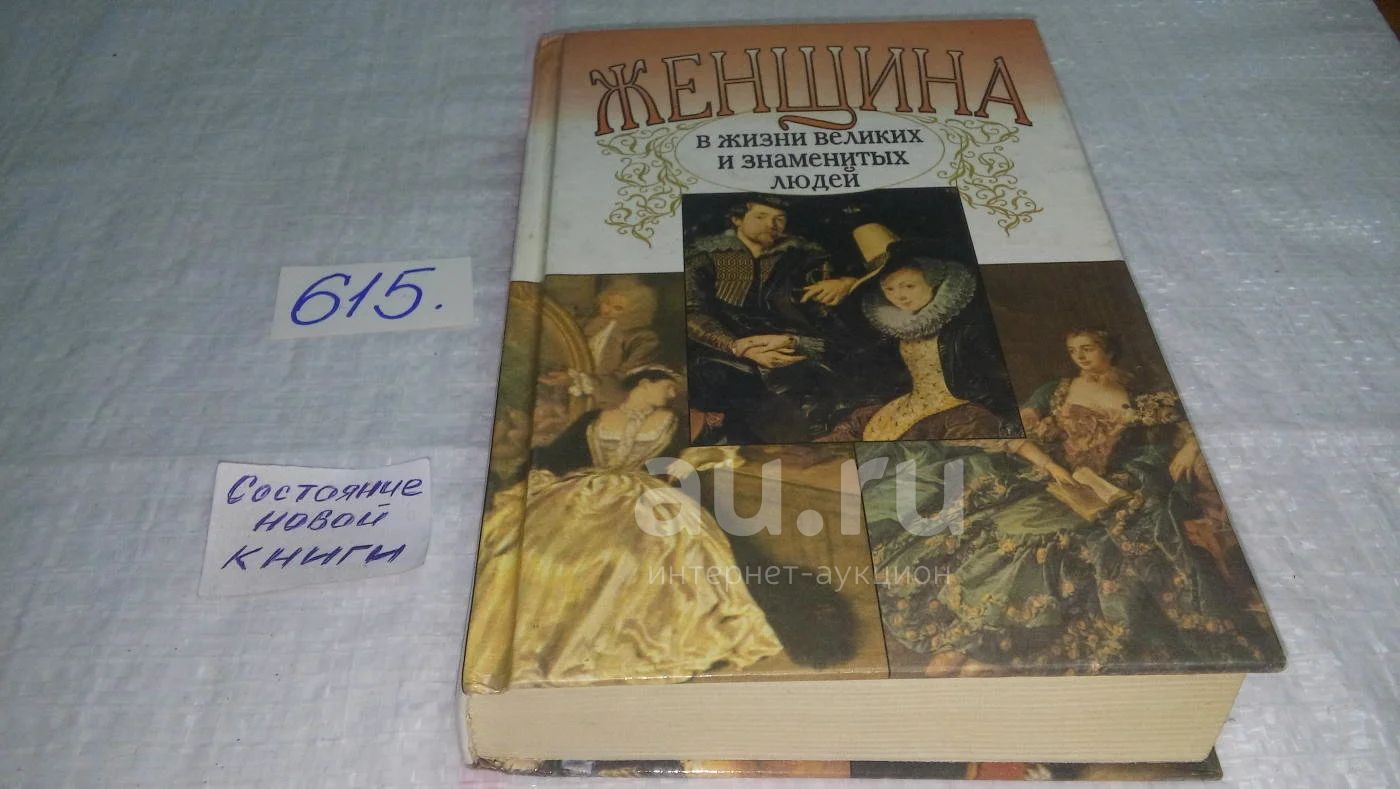 ЖЕНЩИНА
В ЖИЗНИ ВЕЛИКИХ
И ЗНАМЕНИТЫХ
ЛЮДЕЙ
615.
Состояние
новой
книги
au.ru
интернет-аукцион